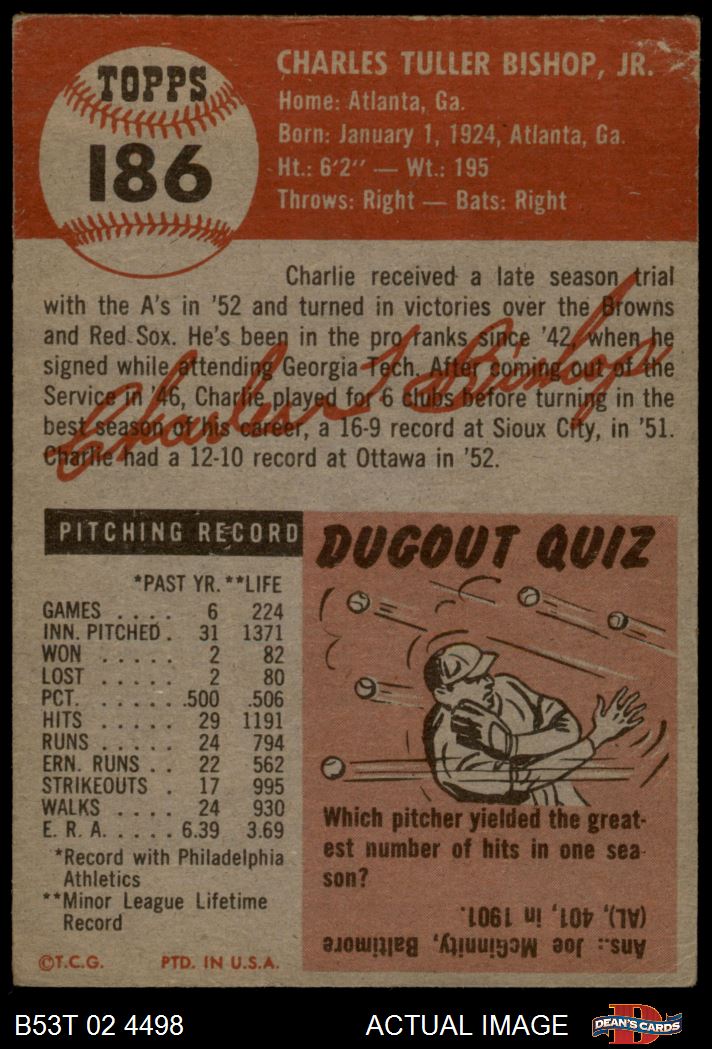 TOPPS
186
CHARLES TULLER BISHOP, JR.
Home: Atlanta, Ga.
Born: January 1, 1924, Atlanta, Ga.
Ht.: 6'2" — Wt.: 195
Throws: Right — Bats: Right
Charlie received a late season trial
with the A's in '52 and turned in victories over the Browns
and Red Sox. He's been in the pro ranks since '42, when he
signed while attending Georgia Tech. After coming out of the
Service in '46, Charlie played for 6 clubs before turning in the
best season of his career, a 16-9 record at Sioux City, in '51.
Charlie had a 12-10 record at Ottawa in '52.
Charles T Bishop
PITCHING RECORD
*PAST YR. **LIFE
GAMES . . . . 6 224
INN. PITCHED . 31 1371
WON . . . . . 2 82
LOST . . . . . 2 80
PCT. . . . . . .500 .506
HITS . . . . . 29 1191
RUNS . . . . . 24 794
ERN. RUNS . . 22 562
STRIKEOUTS . 17 995
WALKS . . . . 24 930
E. R. A. . . . . 6.39 3.69
*Record with Philadelphia
Athletics
**Minor League Lifetime
Record
©T.C.G. PTD. IN U.S.A.
DUGOUT QUIZ
Which pitcher yielded the great-
est number of hits in one sea-
son?
Ans.: Joe McGinnity, Baltimore
(AL), 401, in 1901.
B53T 02 4498
ACTUAL IMAGE
D
DEAN'S CARDS